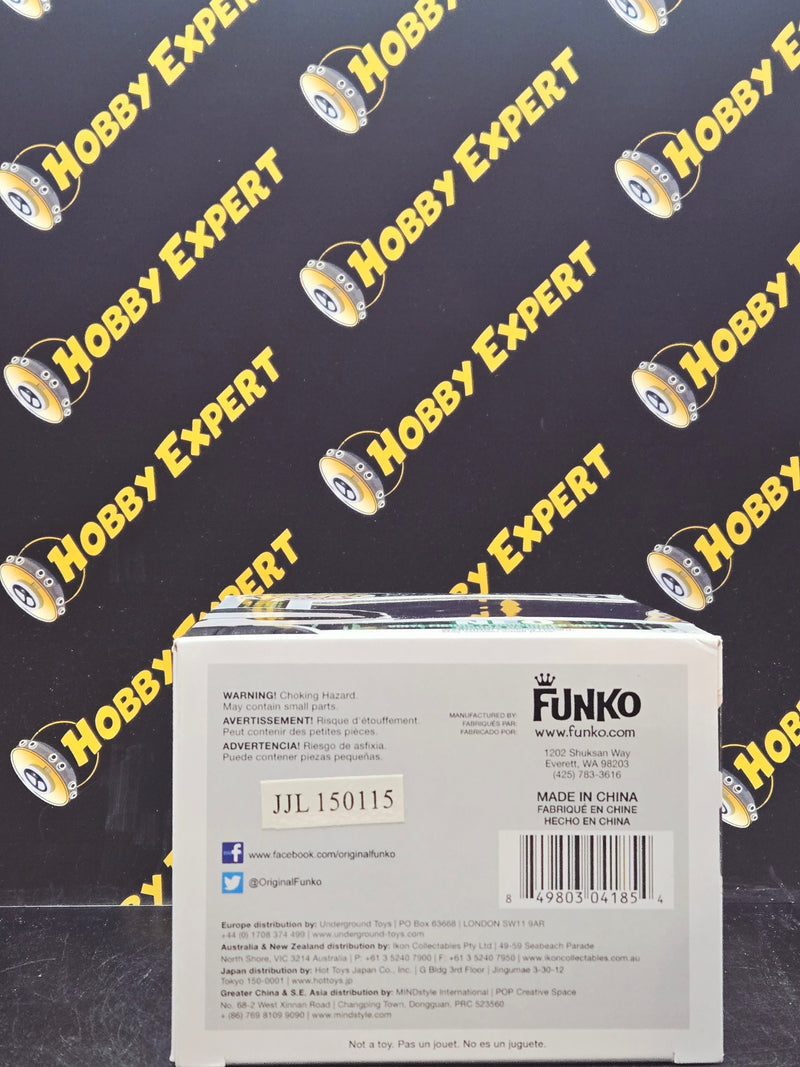 HOBBY EXPERT
HOBBY EXPERT
HOBBY EXPERT
HOBBY EXPERT
HOBBY EXPERT
HOBBY EXPERT
HOBBY EXPERT
HOBBY
HOBBY
HOBBY
HOBBY
WARNING! Choking Hazard.
May contain small parts.
AVERTISSEMENT! Risque d'étouffement.
Peut contenir des petites pièces.
ADVERTENCIA! Riesgo de asfixia.
Puede contener piezas pequeñas.
JJL 150115
www.facebook.com/originalfunko
@OriginalFunko
MANUFACTURED BY:
FABRIQUÉS PAR:
FABRICADO POR:
FUNKO
www.funko.com
1202 Shuksan Way
Everett, WA 98203
(425) 783-3616
MADE IN CHINA
FABRIQUÉ EN CHINE
HECHO EN CHINA
8 49803 04185 4
Europe distribution by: Underground Toys | PO Box 63668 | LONDON SW11 9AR
+44 (0) 1708 374 499 | www.underground-toys.com
Australia & New Zealand distribution by: Ikon Collectables Pty Ltd | 49-59 Seabeach Parade
North Shore, VIC 3214 Australia | P: +61 3 5240 7900 | F: +61 3 5240 7950 | www.ikoncollectables.com.au
Japan distribution by: Hot Toys Japan Co., Inc. | G Bldg 3rd Floor | Jingumae 3-30-12
Tokyo 150-0001 | www.hottoys.jp
Greater China & S.E. Asia distribution by: MINDstyle International | POP Creative Space
No. 68-2 West Xinnan Road | Changping Town, Dongguan, PRC 523560
+ (86) 769 8109 9090 | www.mindstyle.com
Not a toy. Pas un jouet. No es un juguete.